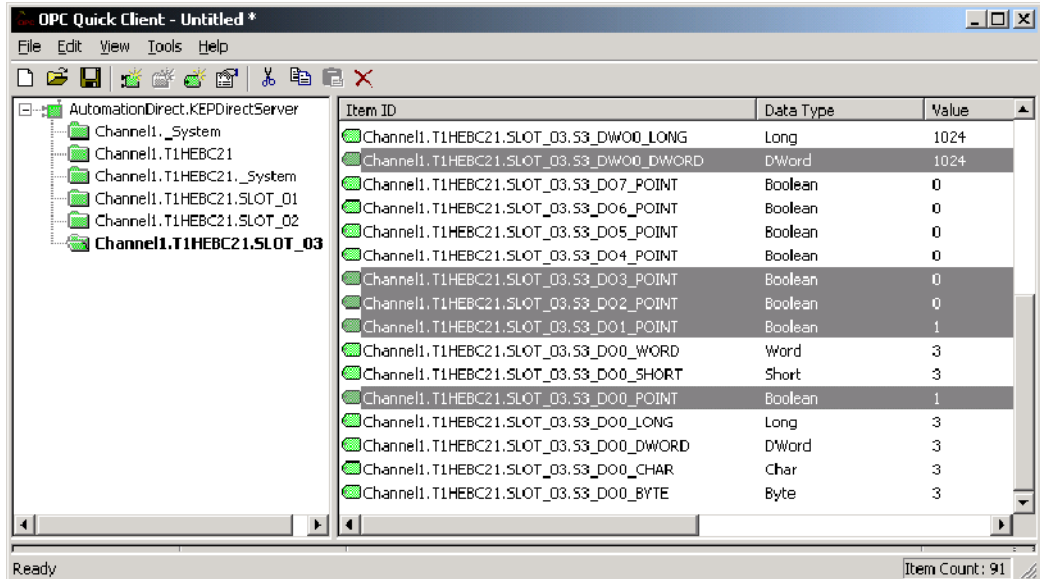 OPC Quick Client - Untitled *
File Edit View Tools Help
AutomationDirect.KEPDirectServer
Channel1._System
Channel1.T1HEBC21
Channel1.T1HEBC21._System
Channel1.T1HEBC21.SLOT_01
Channel1.T1HEBC21.SLOT_02
Channel1.T1HEBC21.SLOT_03
Item ID Data Type Value
Channel1.T1HEBC21.SLOT_03.S3_DWO0_LONG Long 1024
Channel1.T1HEBC21.SLOT_03.S3_DWO0_DWORD DWord 1024
Channel1.T1HEBC21.SLOT_03.S3_DO7_POINT Boolean 0
Channel1.T1HEBC21.SLOT_03.S3_DO6_POINT Boolean 0
Channel1.T1HEBC21.SLOT_03.S3_DO5_POINT Boolean 0
Channel1.T1HEBC21.SLOT_03.S3_DO4_POINT Boolean 0
Channel1.T1HEBC21.SLOT_03.S3_DO3_POINT Boolean 0
Channel1.T1HEBC21.SLOT_03.S3_DO2_POINT Boolean 0
Channel1.T1HEBC21.SLOT_03.S3_DO1_POINT Boolean 1
Channel1.T1HEBC21.SLOT_03.S3_DO0_WORD Word 3
Channel1.T1HEBC21.SLOT_03.S3_DO0_SHORT Short 3
Channel1.T1HEBC21.SLOT_03.S3_DO0_POINT Boolean 1
Channel1.T1HEBC21.SLOT_03.S3_DO0_LONG Long 3
Channel1.T1HEBC21.SLOT_03.S3_DO0_DWORD DWord 3
Channel1.T1HEBC21.SLOT_03.S3_DO0_CHAR Char 3
Channel1.T1HEBC21.SLOT_03.S3_DO0_BYTE Byte 3
Ready Item Count: 91